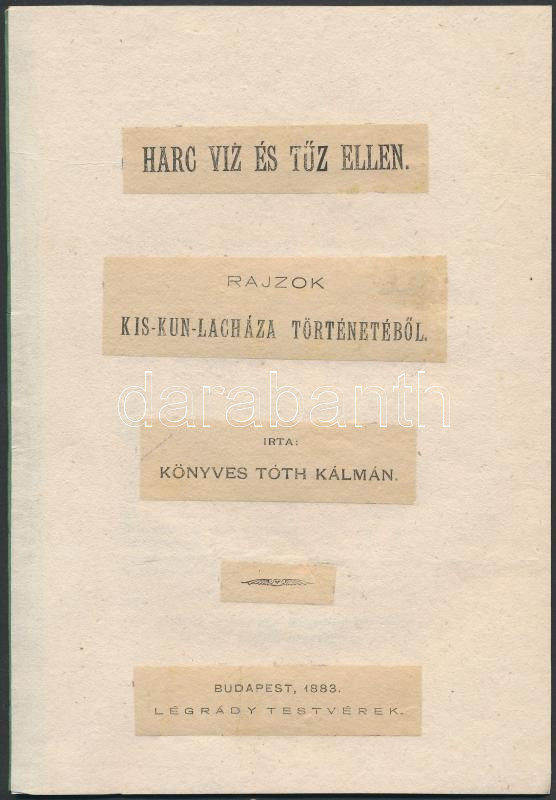 HARC VIZ ÉS TŰZ ELLEN.
RAJZOK
KIS-KUN-LACHÁZA TÖRTÉNETÉBŐL.
darabanth
IRTA:
KÖNYVES TÓTH KÁLMÁN.
BUDAPEST, 1883.
LÉGRÁDY TESTVÉREK.